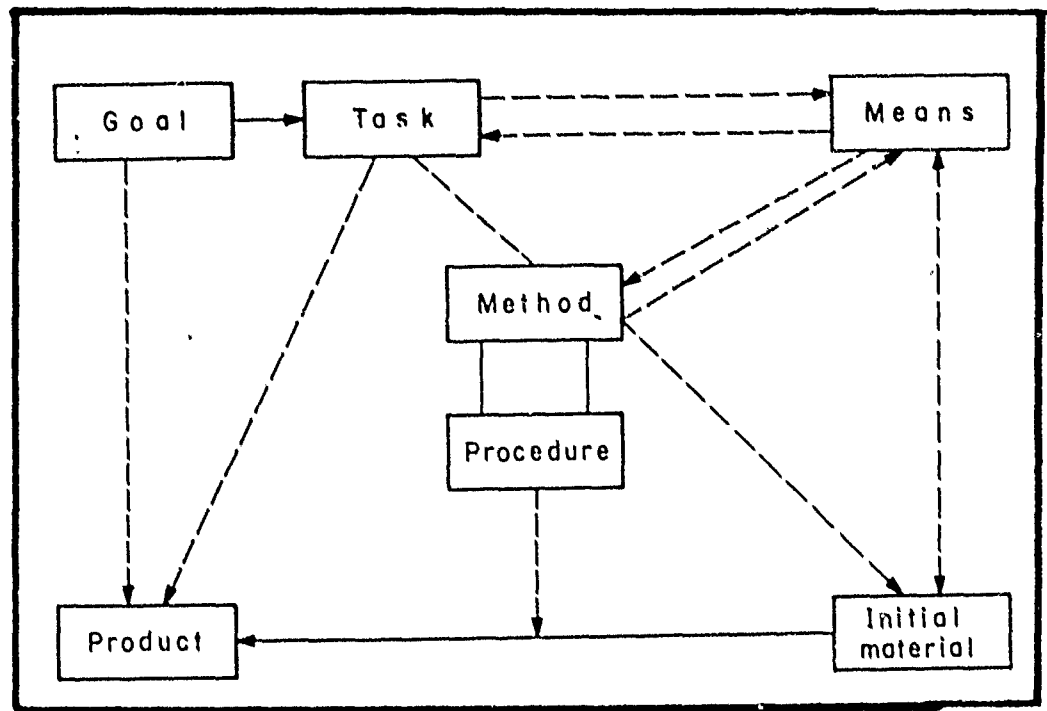 Goal
Task
Means
Method
Procedure
Product
Initial
material